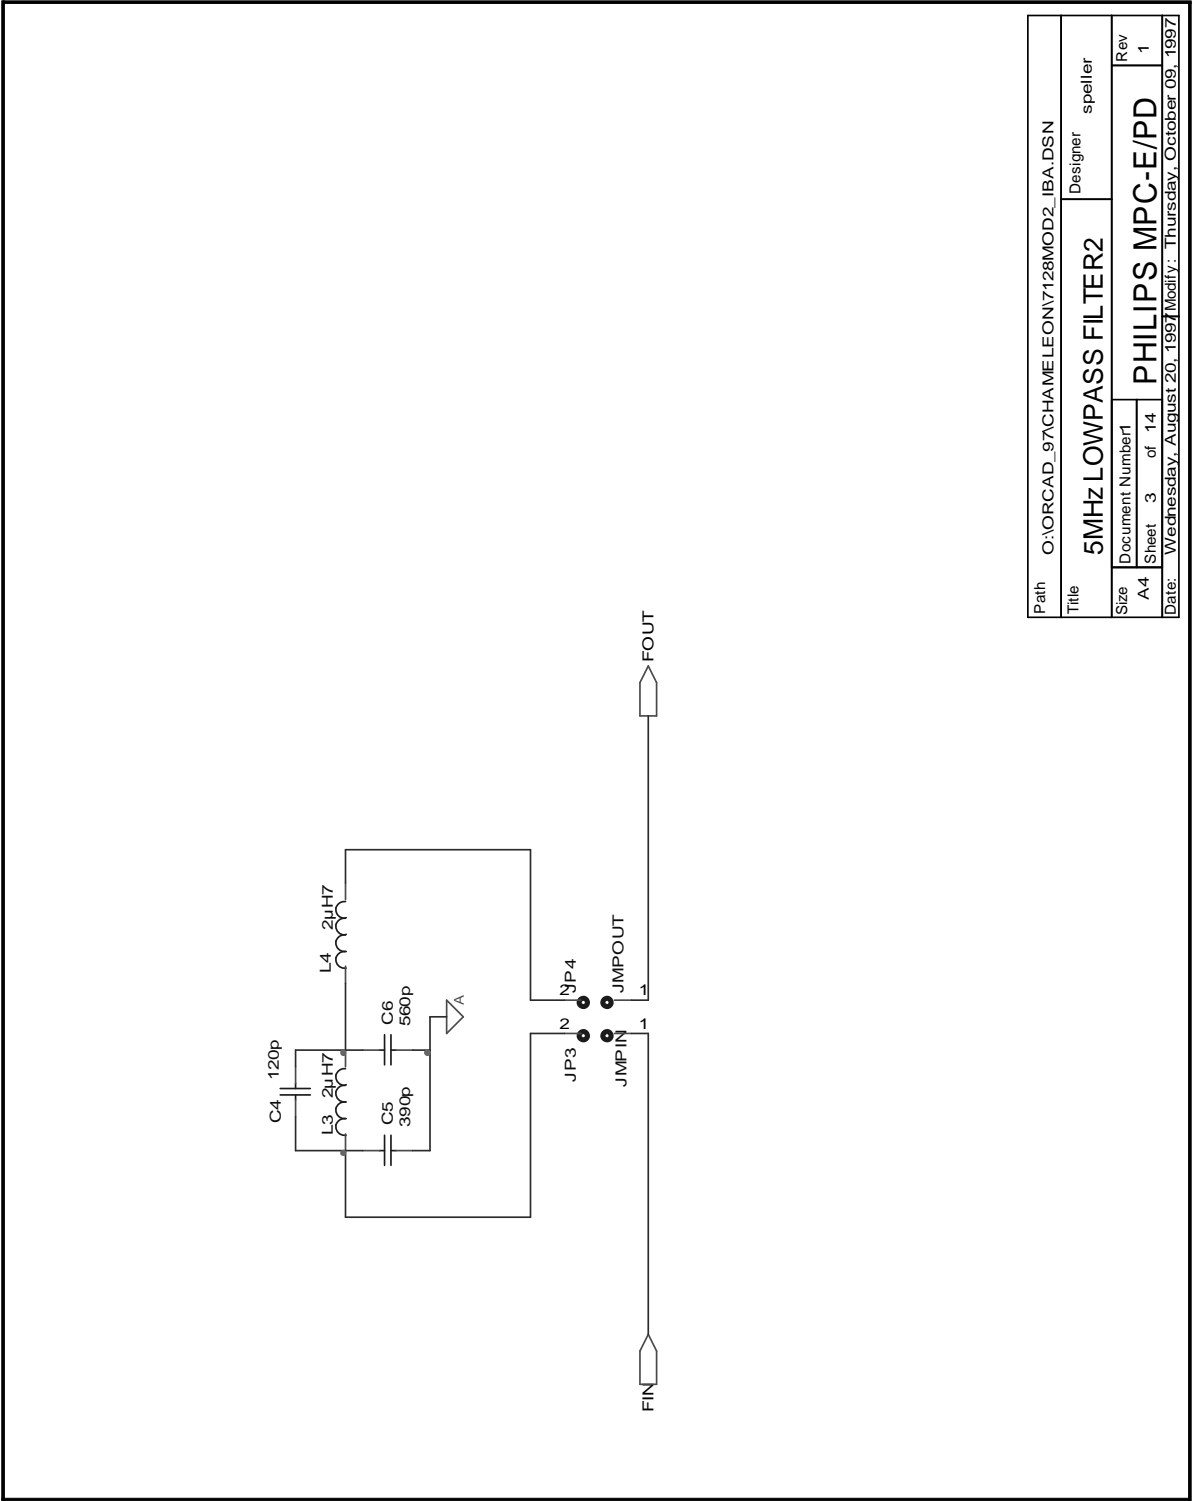 C4 120p
L3 2µH7
L4 2µH7
C5
390p
C6
560p
A
JP3 2
2 JP4
JMPIN 1
JMPOUT 1
FIN
FOUT
Path O:\ORCAD_97\CHAMELEON\7128MOD2_IBA.DSN
Title
5MHz LOWPASS FILTER2
Designer speller
Size
A4
Document Number1
Sheet 3 of 14
PHILIPS MPC-E/PD
Rev
1
Date: Wednesday, August 20, 1997 Modify: Thursday, October 09, 1997